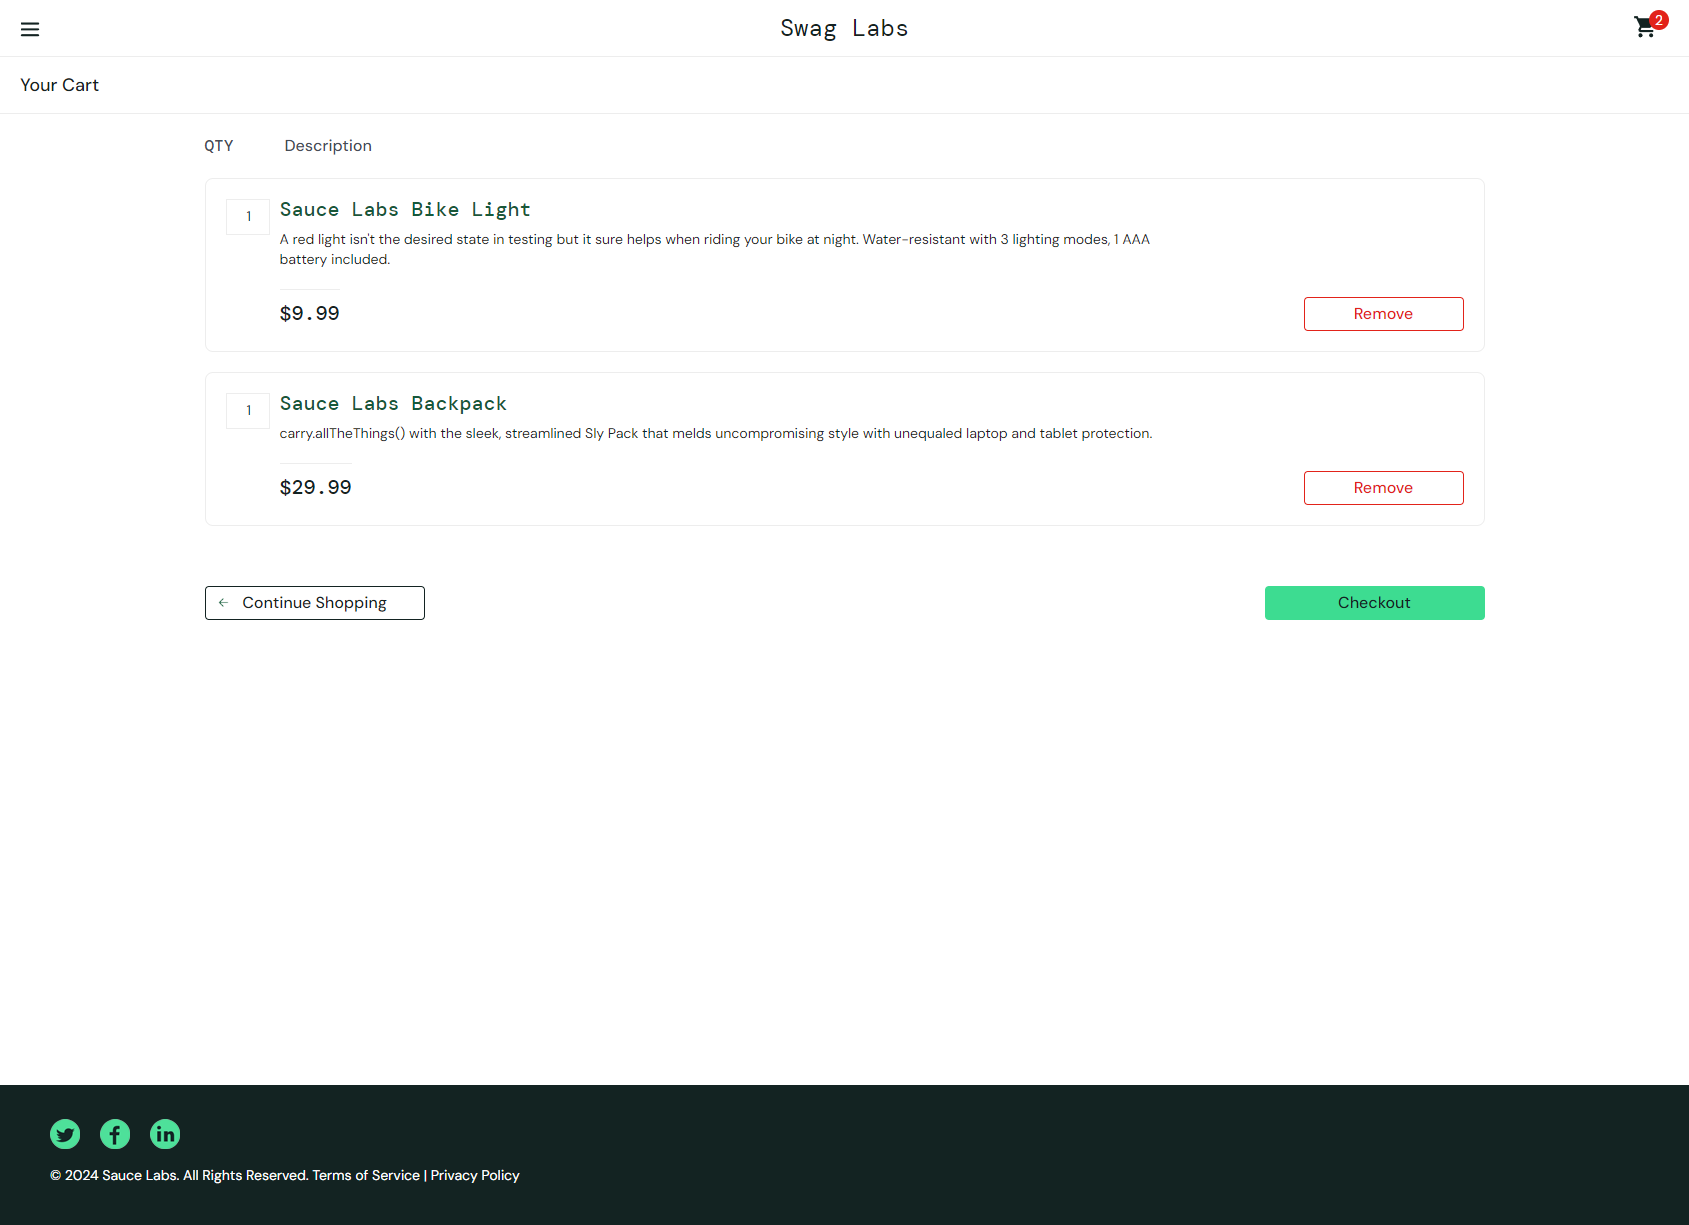 Swag Labs
2
Your Cart
QTY
Description
1
Sauce Labs Bike Light
A red light isn't the desired state in testing but it sure helps when riding your bike at night. Water-resistant with 3 lighting modes, 1 AAA
battery included.
$9.99
Remove
1
Sauce Labs Backpack
carry.allTheThings() with the sleek, streamlined Sly Pack that melds uncompromising style with unequaled laptop and tablet protection.
$29.99
Remove
Continue Shopping
Checkout
© 2024 Sauce Labs. All Rights Reserved. Terms of Service | Privacy Policy